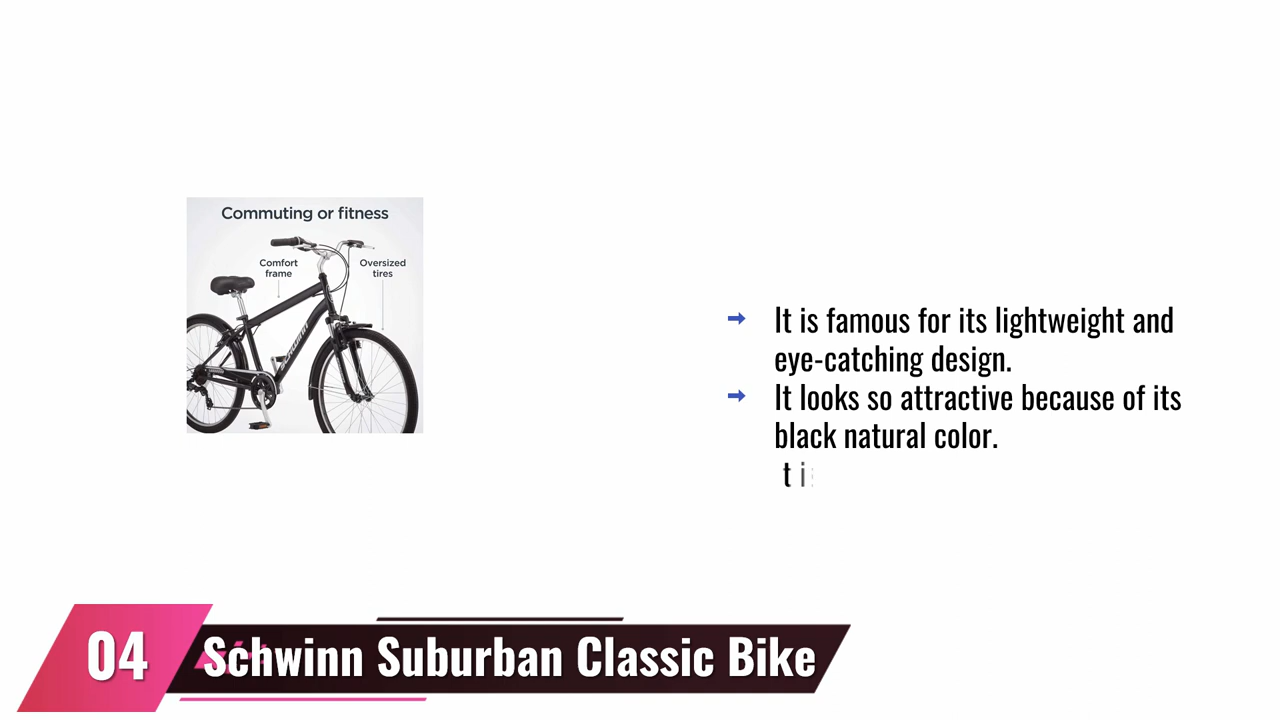 Commuting or fitness
Comfort
frame
Oversized
tires
It is famous for its lightweight and
eye-catching design.
It looks so attractive because of its
black natural color.
04
Schwinn Suburban Classic Bike